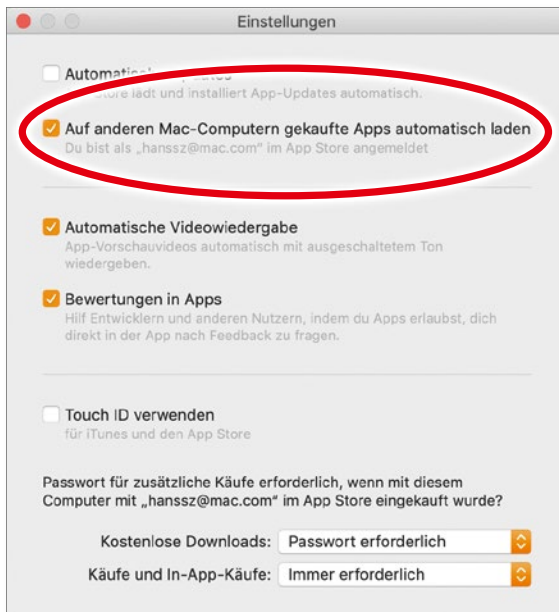 Einstellungen
Automatische
lädt und installiert App-Updates automatisch.
Auf anderen Mac-Computern gekaufte Apps automatisch laden
Du bist als „hanssz@mac.com“ im App Store angemeldet
Automatische Videowiedergabe
App-Vorschauvideos automatisch mit ausgeschaltetem Ton
wiedergeben.
Bewertungen in Apps
Hilf Entwicklern und anderen Nutzern, indem du Apps erlaubst, dich
direkt in der App nach Feedback zu fragen.
Touch ID verwenden
für iTunes und den App Store
Passwort für zusätzliche Käufe erforderlich, wenn mit diesem
Computer mit „hanssz@mac.com“ im App Store eingekauft wurde?
Kostenlose Downloads: Passwort erforderlich
Käufe und In-App-Käufe: Immer erforderlich